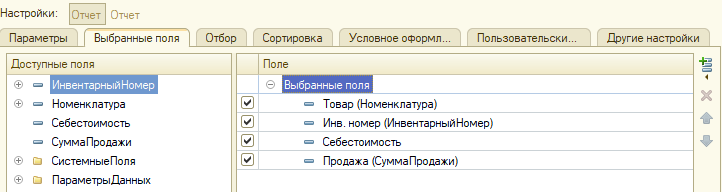 Настройки: Отчет Отчет
Параметры Выбранные поля Отбор Сортировка Условное оформл... Пользовательски... Другие настройки
Доступные поля
ИнвентарныйНомер
Номенклатура
Себестоимость
СуммаПродажи
СистемныеПоля
ПараметрыДанных
Поле
Выбранные поля
Товар (Номенклатура)
Инв. номер (ИнвентарныйНомер)
Себестоимость
Продажа (СуммаПродажи)